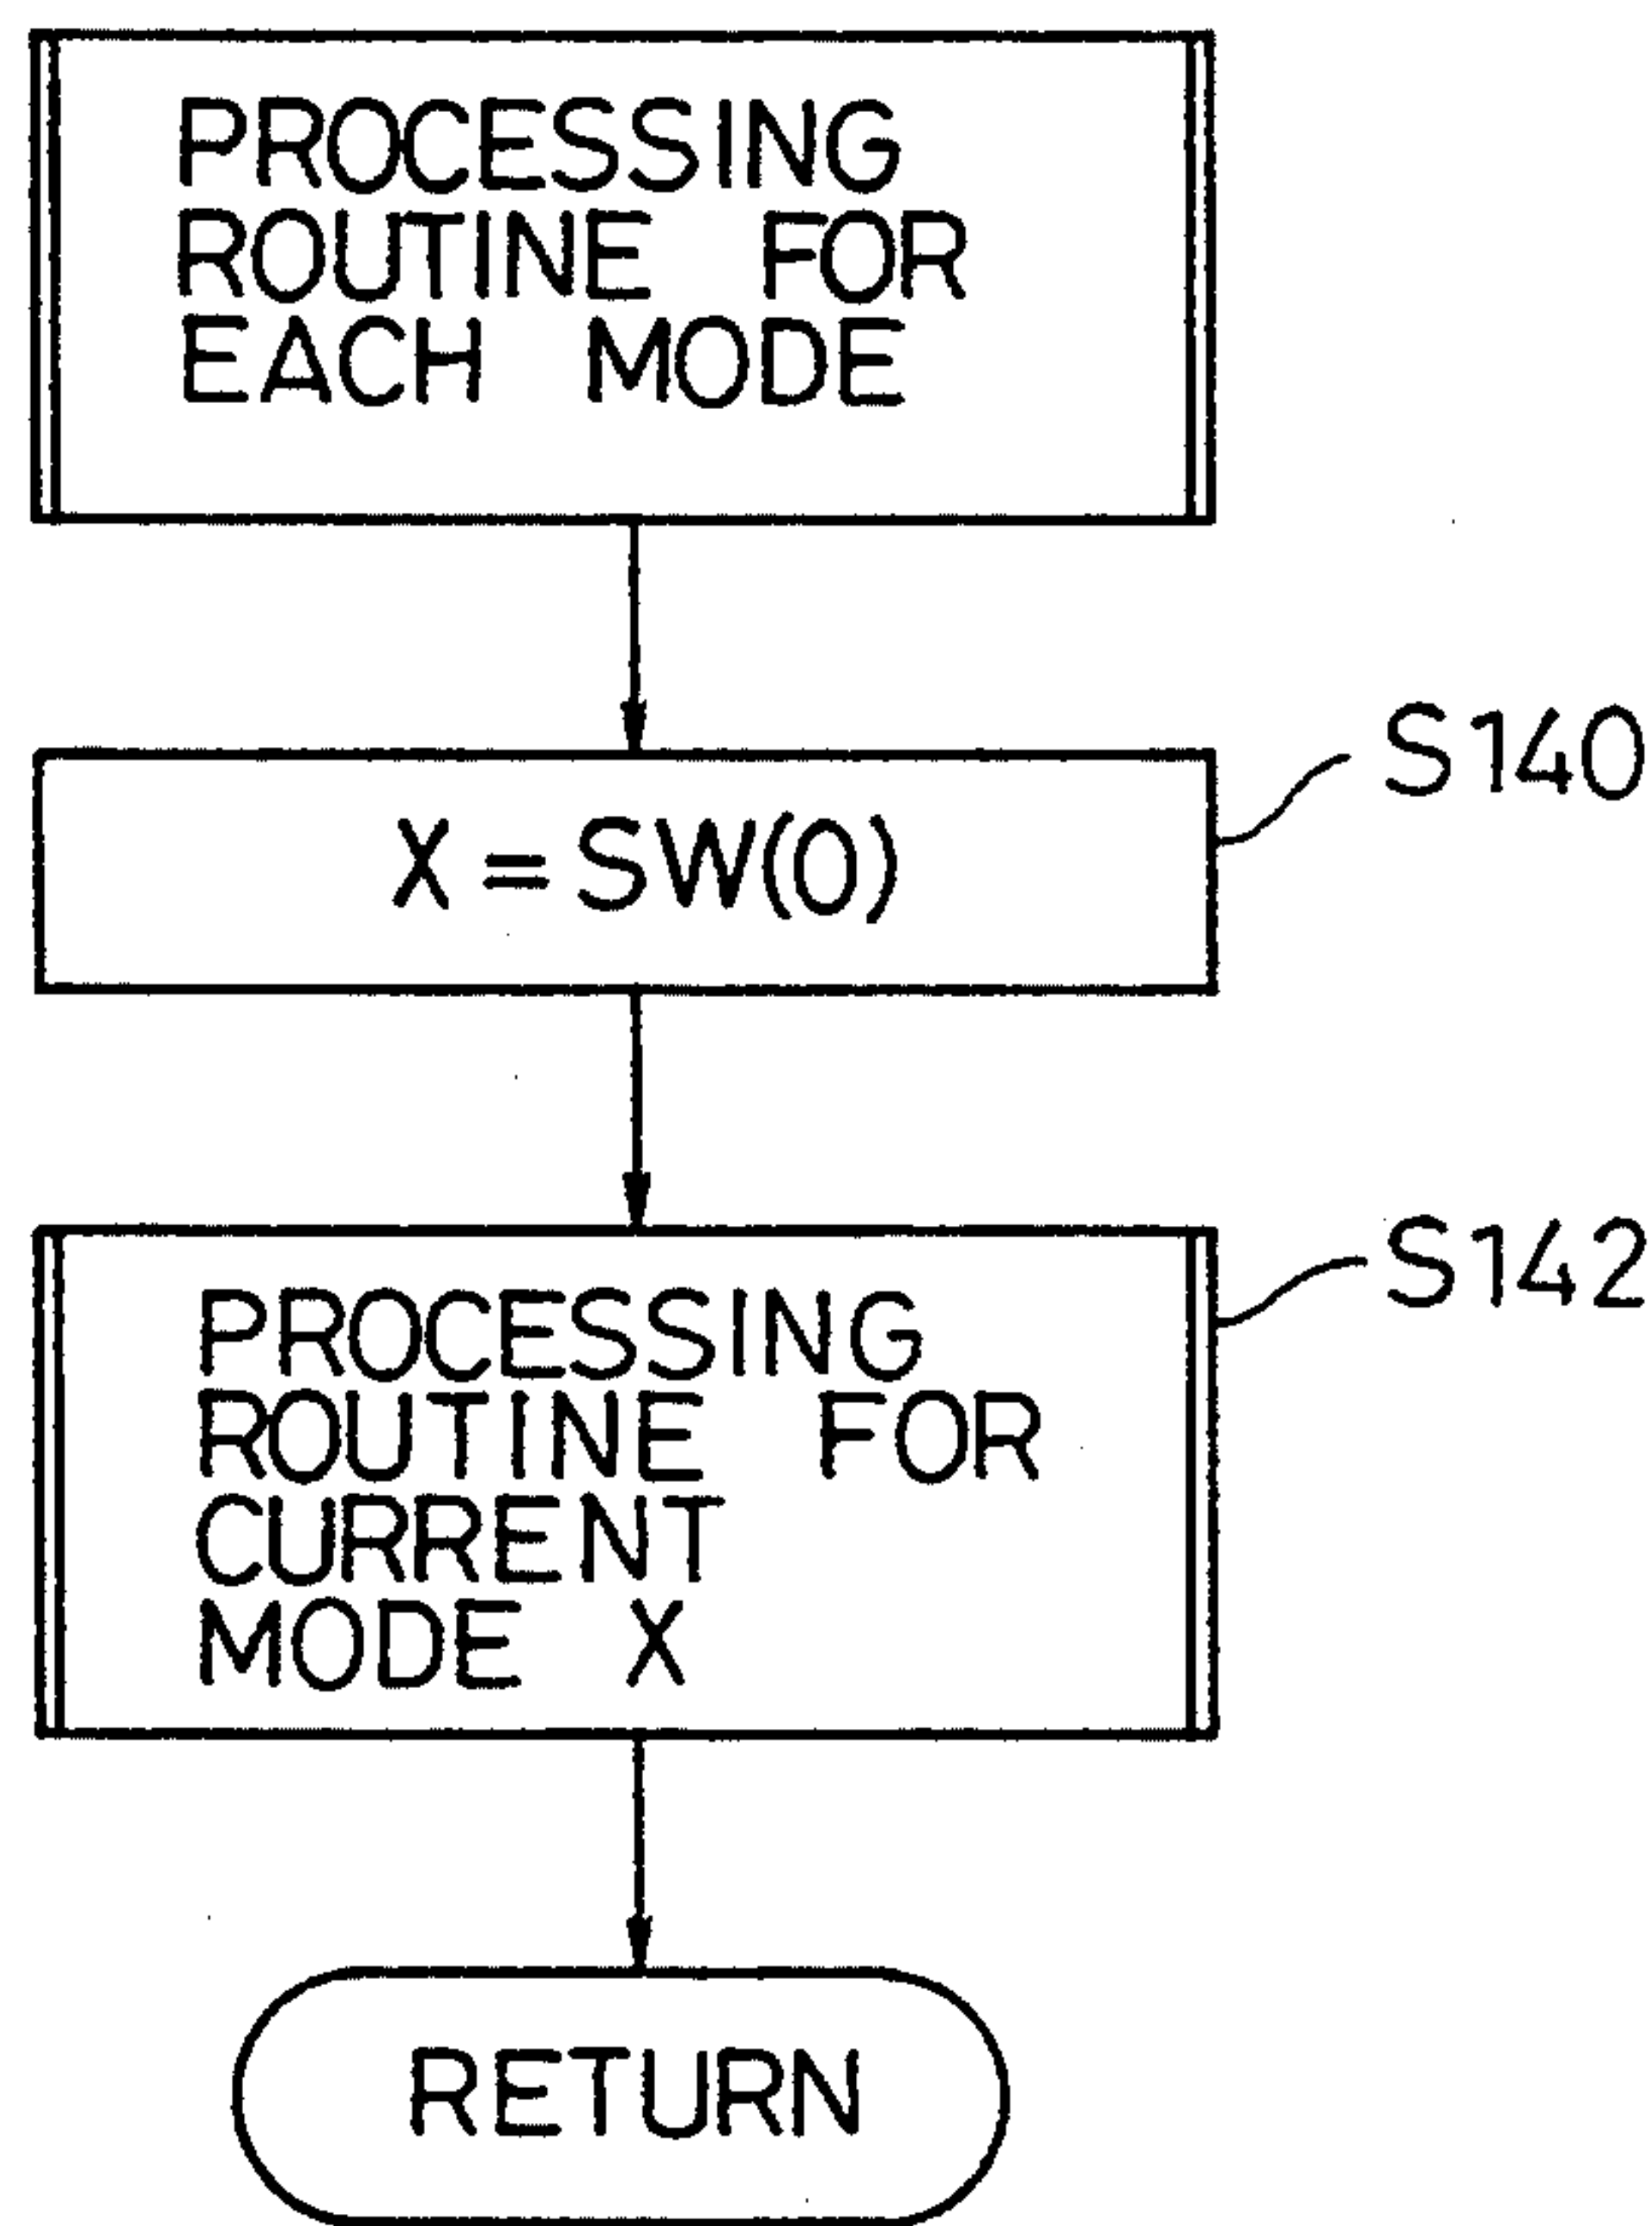 PROCESSING
ROUTINE FOR
EACH MODE
S140
X=SW(0)
S142
PROCESSING
ROUTINE FOR
CURRENT
MODE X
RETURN